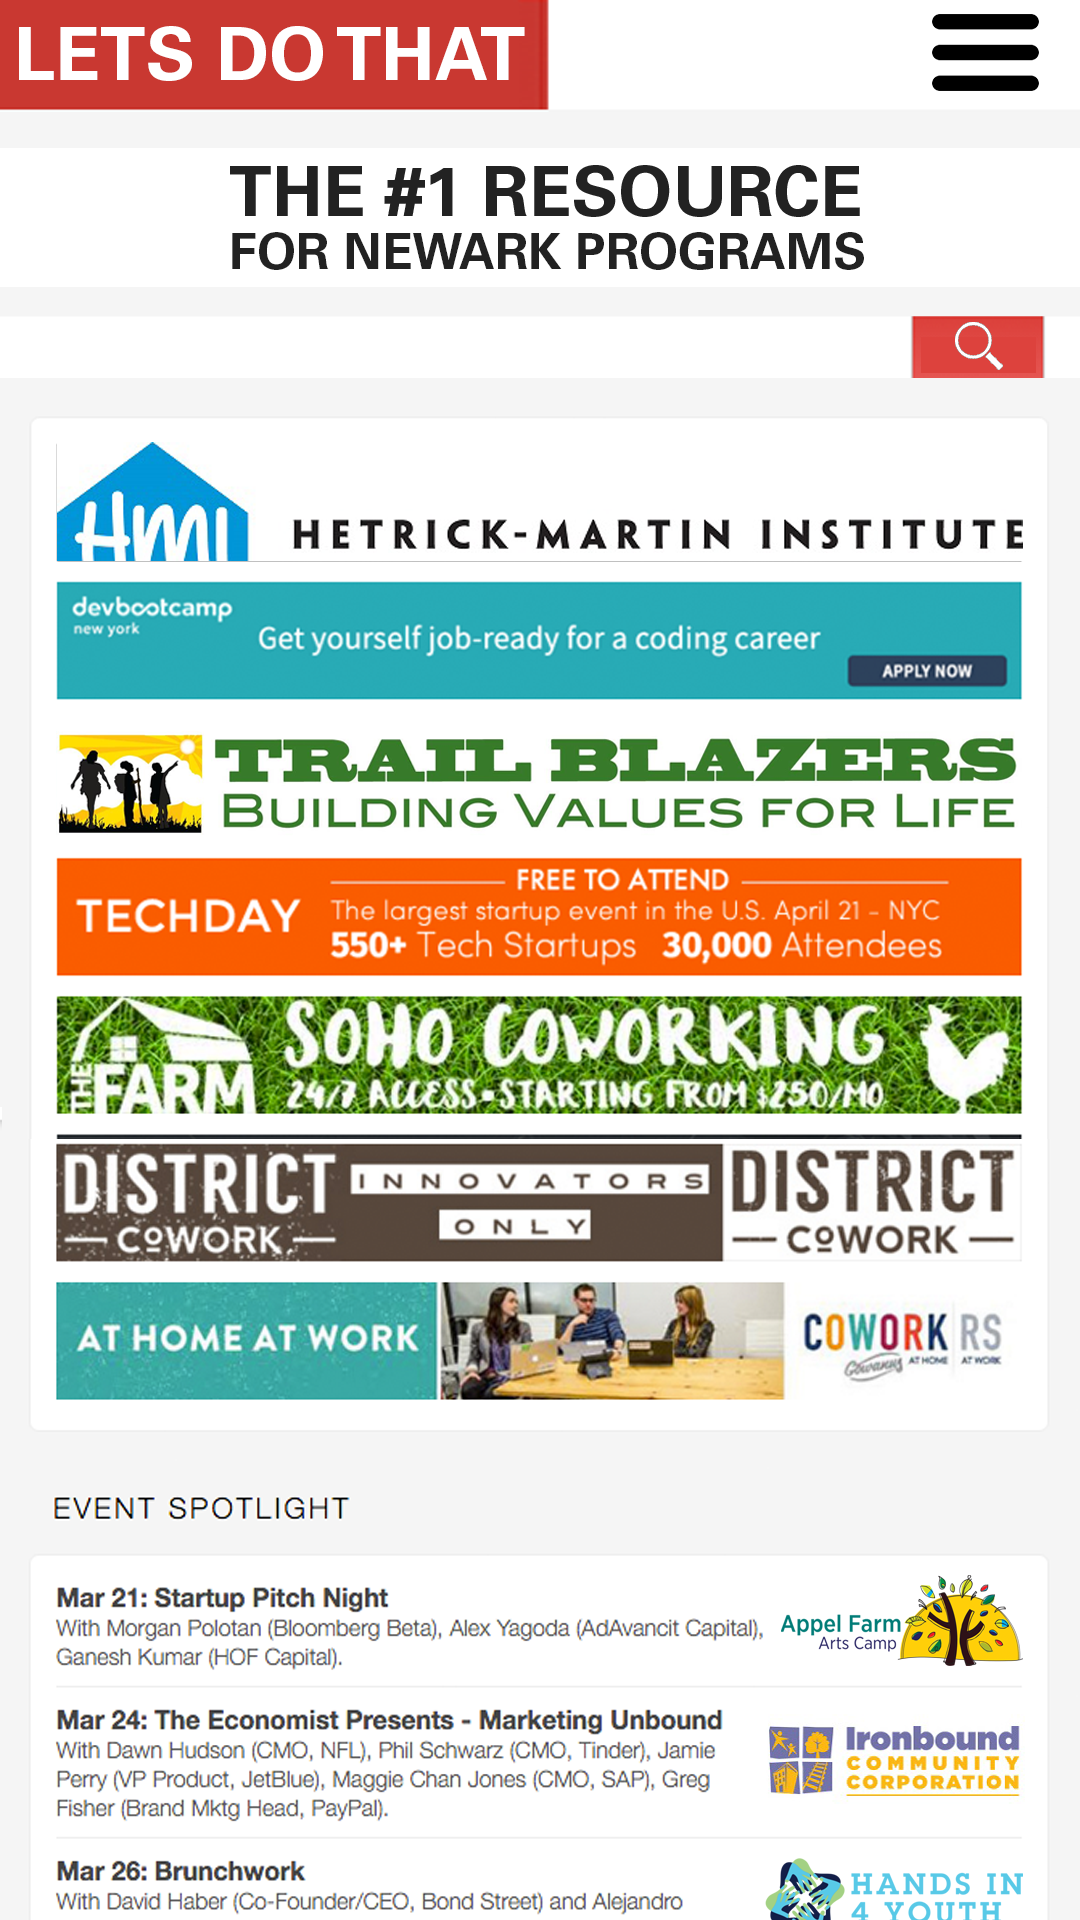 LETS DO THAT
THE #1 RESOURCE
FOR NEWARK PROGRAMS
HMI
HETRICK-MARTIN INSTITUTE
devbootcamp
new york
Get yourself job-ready for a coding career
APPLY NOW
TRAIL BLAZERS
BUILDING VALUES FOR LIFE
TECHDAY
FREE TO ATTEND
The largest startup event in the U.S. April 21 - NYC
550+ Tech Startups 30,000 Attendees
THE FARM
SOHO COWORKING
24/7 ACCESS-STARTING FROM $250/MO
DISTRICT
COWORK
INNOVATORS
ONLY
DISTRICT
COWORK
AT HOME AT WORK
COWORK|RS
Gowanus AT HOME AT WORK
EVENT SPOTLIGHT
Mar 21: Startup Pitch Night
With Morgan Polotan (Bloomberg Beta), Alex Yagoda (AdAvancit Capital),
Ganesh Kumar (HOF Capital).
Appel Farm
Arts Camp
Mar 24: The Economist Presents - Marketing Unbound
With Dawn Hudson (CMO, NFL), Phil Schwarz (CMO, Tinder), Jamie
Perry (VP Product, JetBlue), Maggie Chan Jones (CMO, SAP), Greg
Fisher (Brand Mktg Head, PayPal).
Ironbound
COMMUNITY
CORPORATION
Mar 26: Brunchwork
With David Haber (Co-Founder/CEO, Bond Street) and Alejandro
HANDS IN
4 YOUTH